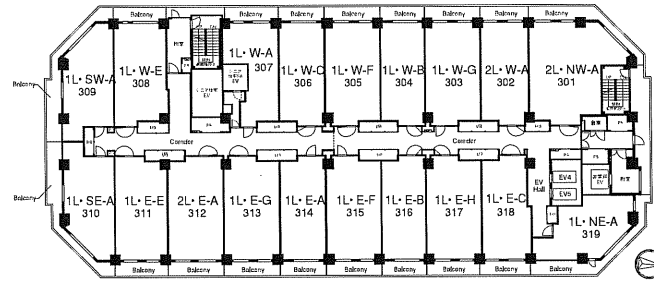 Balcony Balcony Balcony Balcony Balcony Balcony Balcony Balcony
1L・SW-A
309
1L・W-E
308
1L・W-A
307
1L・W-C
306
1L・W-F
305
1L・W-B
304
1L・W-G
303
2L・W-A
302
2L・NW-A
301
EV
Balcony
Corridor Corridor
Balcony
1L・SE-A
310
1L・E-E
311
2L・E-A
312
1L・E-G
313
1L・E-A
314
1L・E-F
315
1L・E-B
316
1L・E-H
317
1L・E-C
318
EV
Hall
EV4
EV5
EV
1L・NE-A
319
Balcony Balcony Balcony Balcony Balcony Balcony Balcony Balcony Balcony